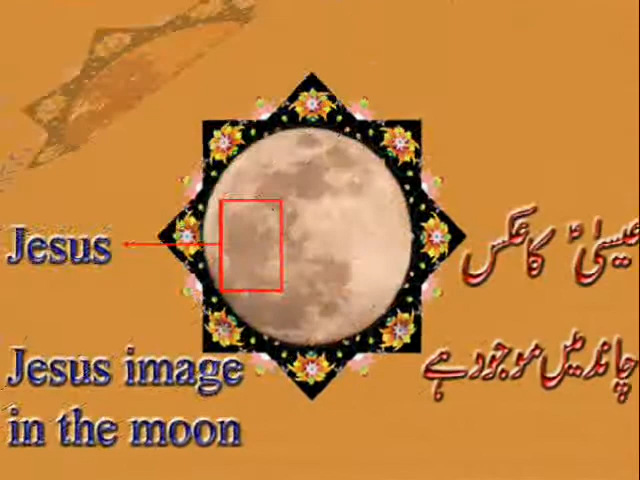 Jesus
عیسیٰؑ کا عکس
Jesus image
in the moon
چاند میں موجود ہے